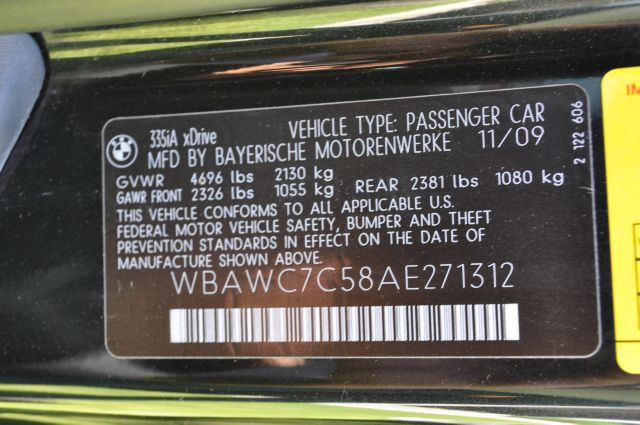 BMW
335iA xDrive VEHICLE TYPE: PASSENGER CAR
MFD BY BAYERISCHE MOTORENWERKE 11/09
GVWR 4696 lbs 2130 kg
GAWR FRONT 2326 lbs 1055 kg REAR 2381 lbs 1080 kg
THIS VEHICLE CONFORMS TO ALL APPLICABLE U.S.
FEDERAL MOTOR VEHICLE SAFETY, BUMPER AND THEFT
PREVENTION STANDARDS IN EFFECT ON THE DATE OF
MANUFACTURE SHOWN ABOVE.
WBAWC7C58AE271312
2 122 606